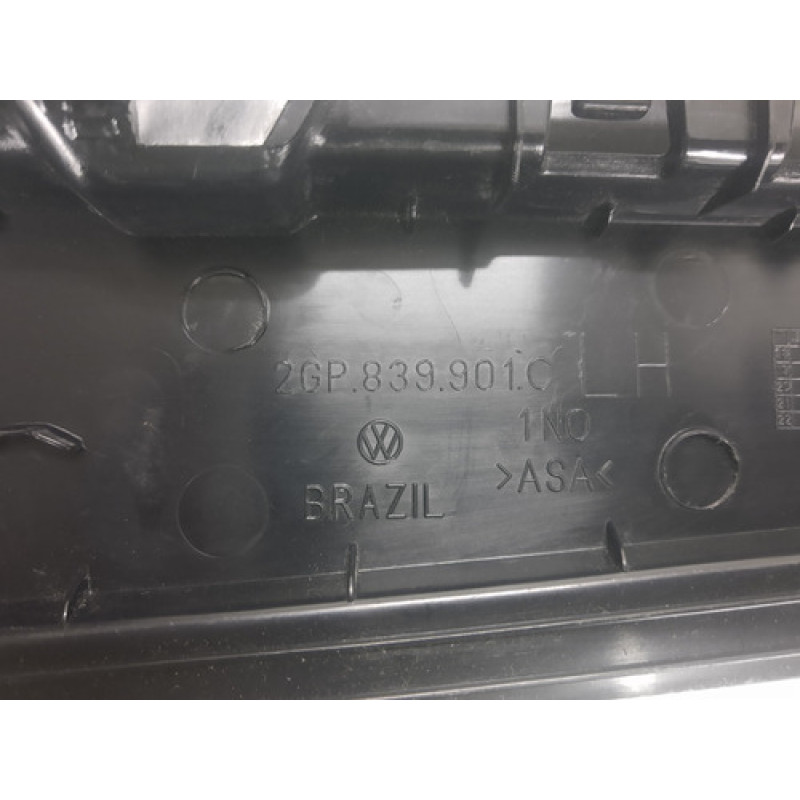 2GP.839.901.C LH
1NO
>ASA<
BRAZIL